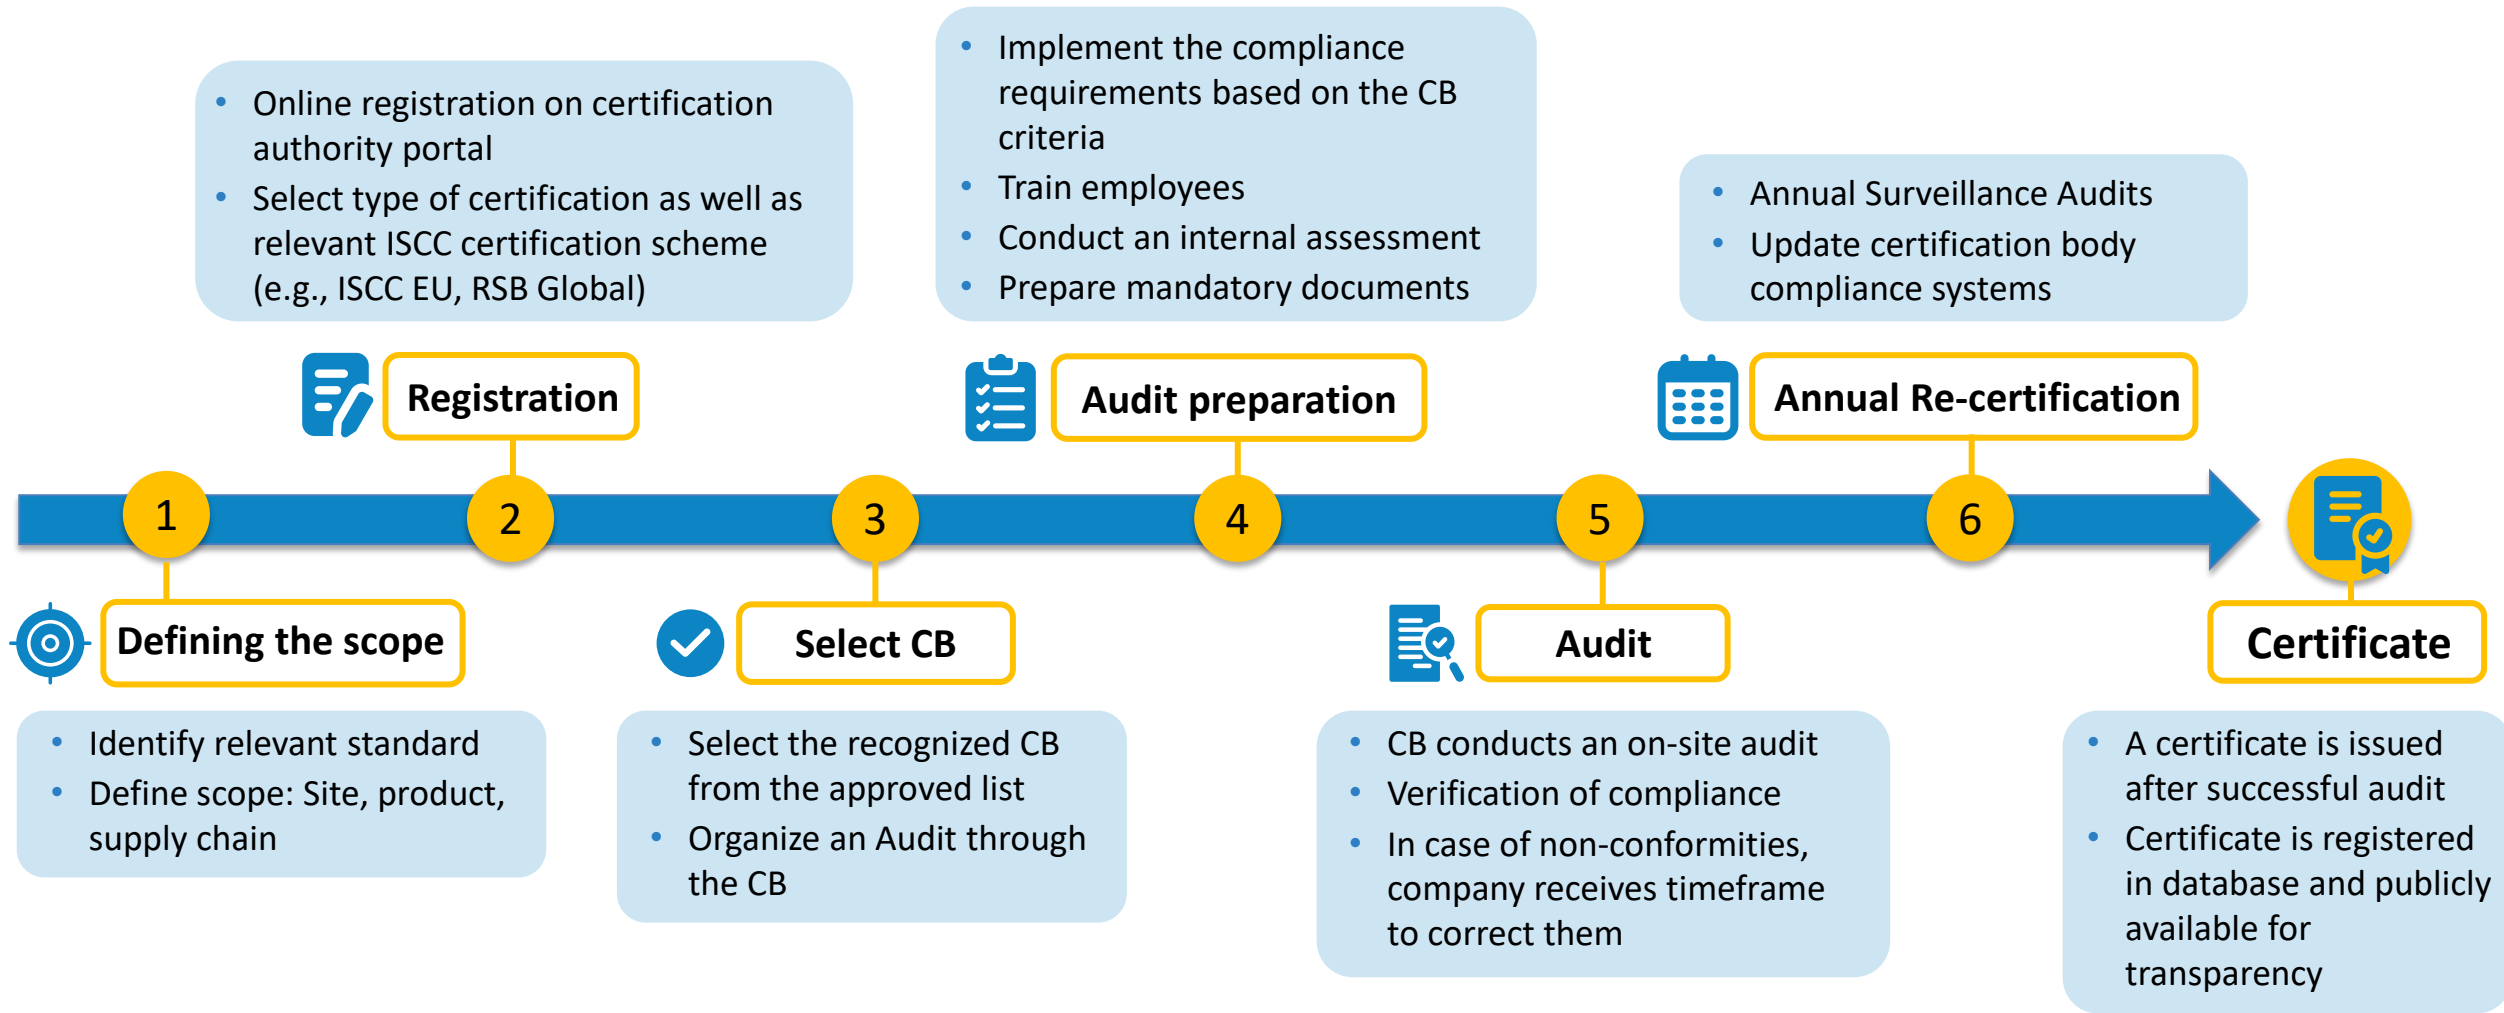 • Online registration on certification
authority portal
• Select type of certification as well as
relevant ISCC certification scheme
(e.g., ISCC EU, RSB Global)
• Implement the compliance
requirements based on the CB
criteria
• Train employees
• Conduct an internal assessment
• Prepare mandatory documents
• Annual Surveillance Audits
• Update certification body
compliance systems
Registration
Audit preparation
Annual Re-certification
1
2
3
4
5
6
Defining the scope
Select CB
Audit
Certificate
• Identify relevant standard
• Define scope: Site, product,
supply chain
• Select the recognized CB
from the approved list
• Organize an Audit through
the CB
• CB conducts an on-site audit
• Verification of compliance
• In case of non-conformities,
company receives timeframe
to correct them
• A certificate is issued
after successful audit
• Certificate is registered
in database and publicly
available for
transparency